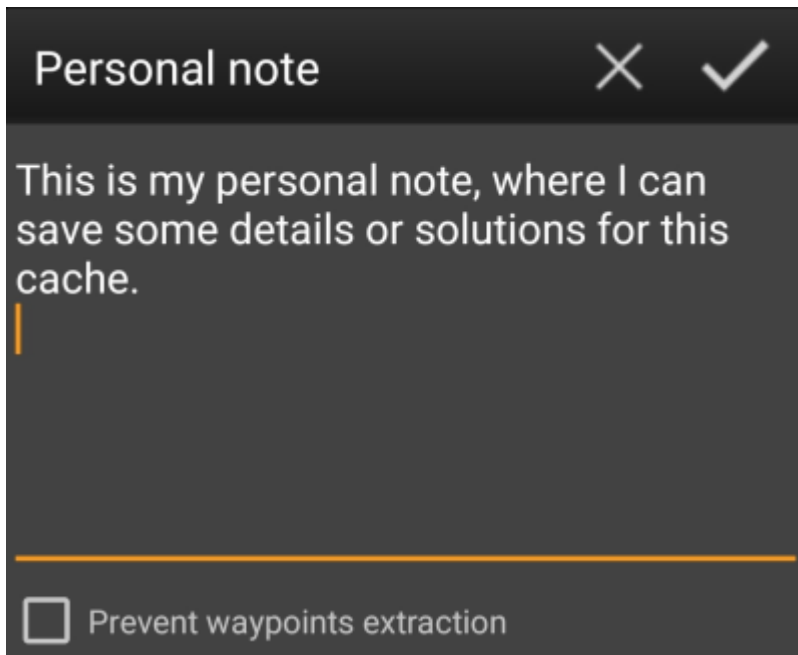 Personal note
This is my personal note, where I can
save some details or solutions for this
cache.
Prevent waypoints extraction